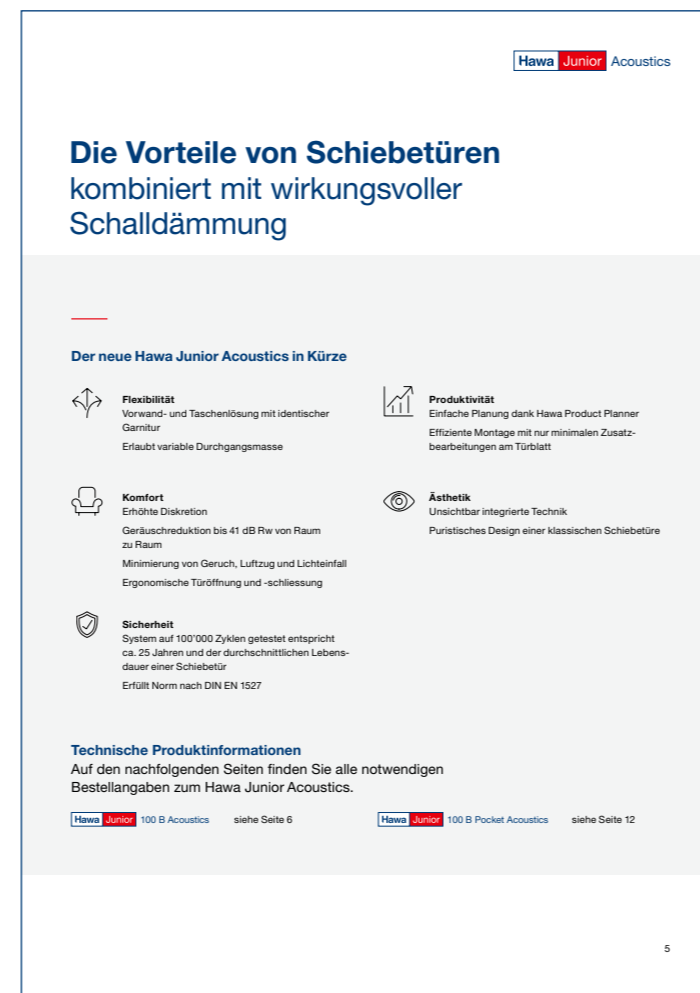 Hawa Junior Acoustics
Die Vorteile von Schiebetüren
kombiniert mit wirkungsvoller
Schalldämmung
Der neue Hawa Junior Acoustics in Kürze
Flexibilität
Vorwand- und Taschenlösung mit identischer
Garnitur
Erlaubt variable Durchgangsmasse
Produktivität
Einfache Planung dank Hawa Product Planner
Effiziente Montage mit nur minimalen Zusatz-
bearbeitungen am Türblatt
Komfort
Erhöhte Diskretion
Geräuschreduktion bis 41 dB Rw von Raum
zu Raum
Minimierung von Geruch, Luftzug und Lichteinfall
Ergonomische Türöffnung und -schliessung
Ästhetik
Unsichtbar integrierte Technik
Puristisches Design einer klassischen Schiebetüre
Sicherheit
System auf 100’000 Zyklen getestet entspricht
ca. 25 Jahren und der durchschnittlichen Lebens-
dauer einer Schiebetür
Erfüllt Norm nach DIN EN 1527
Technische Produktinformationen
Auf den nachfolgenden Seiten finden Sie alle notwendigen
Bestellangaben zum Hawa Junior Acoustics.
Hawa Junior 100 B Acoustics siehe Seite 6
Hawa Junior 100 B Pocket Acoustics siehe Seite 12
5